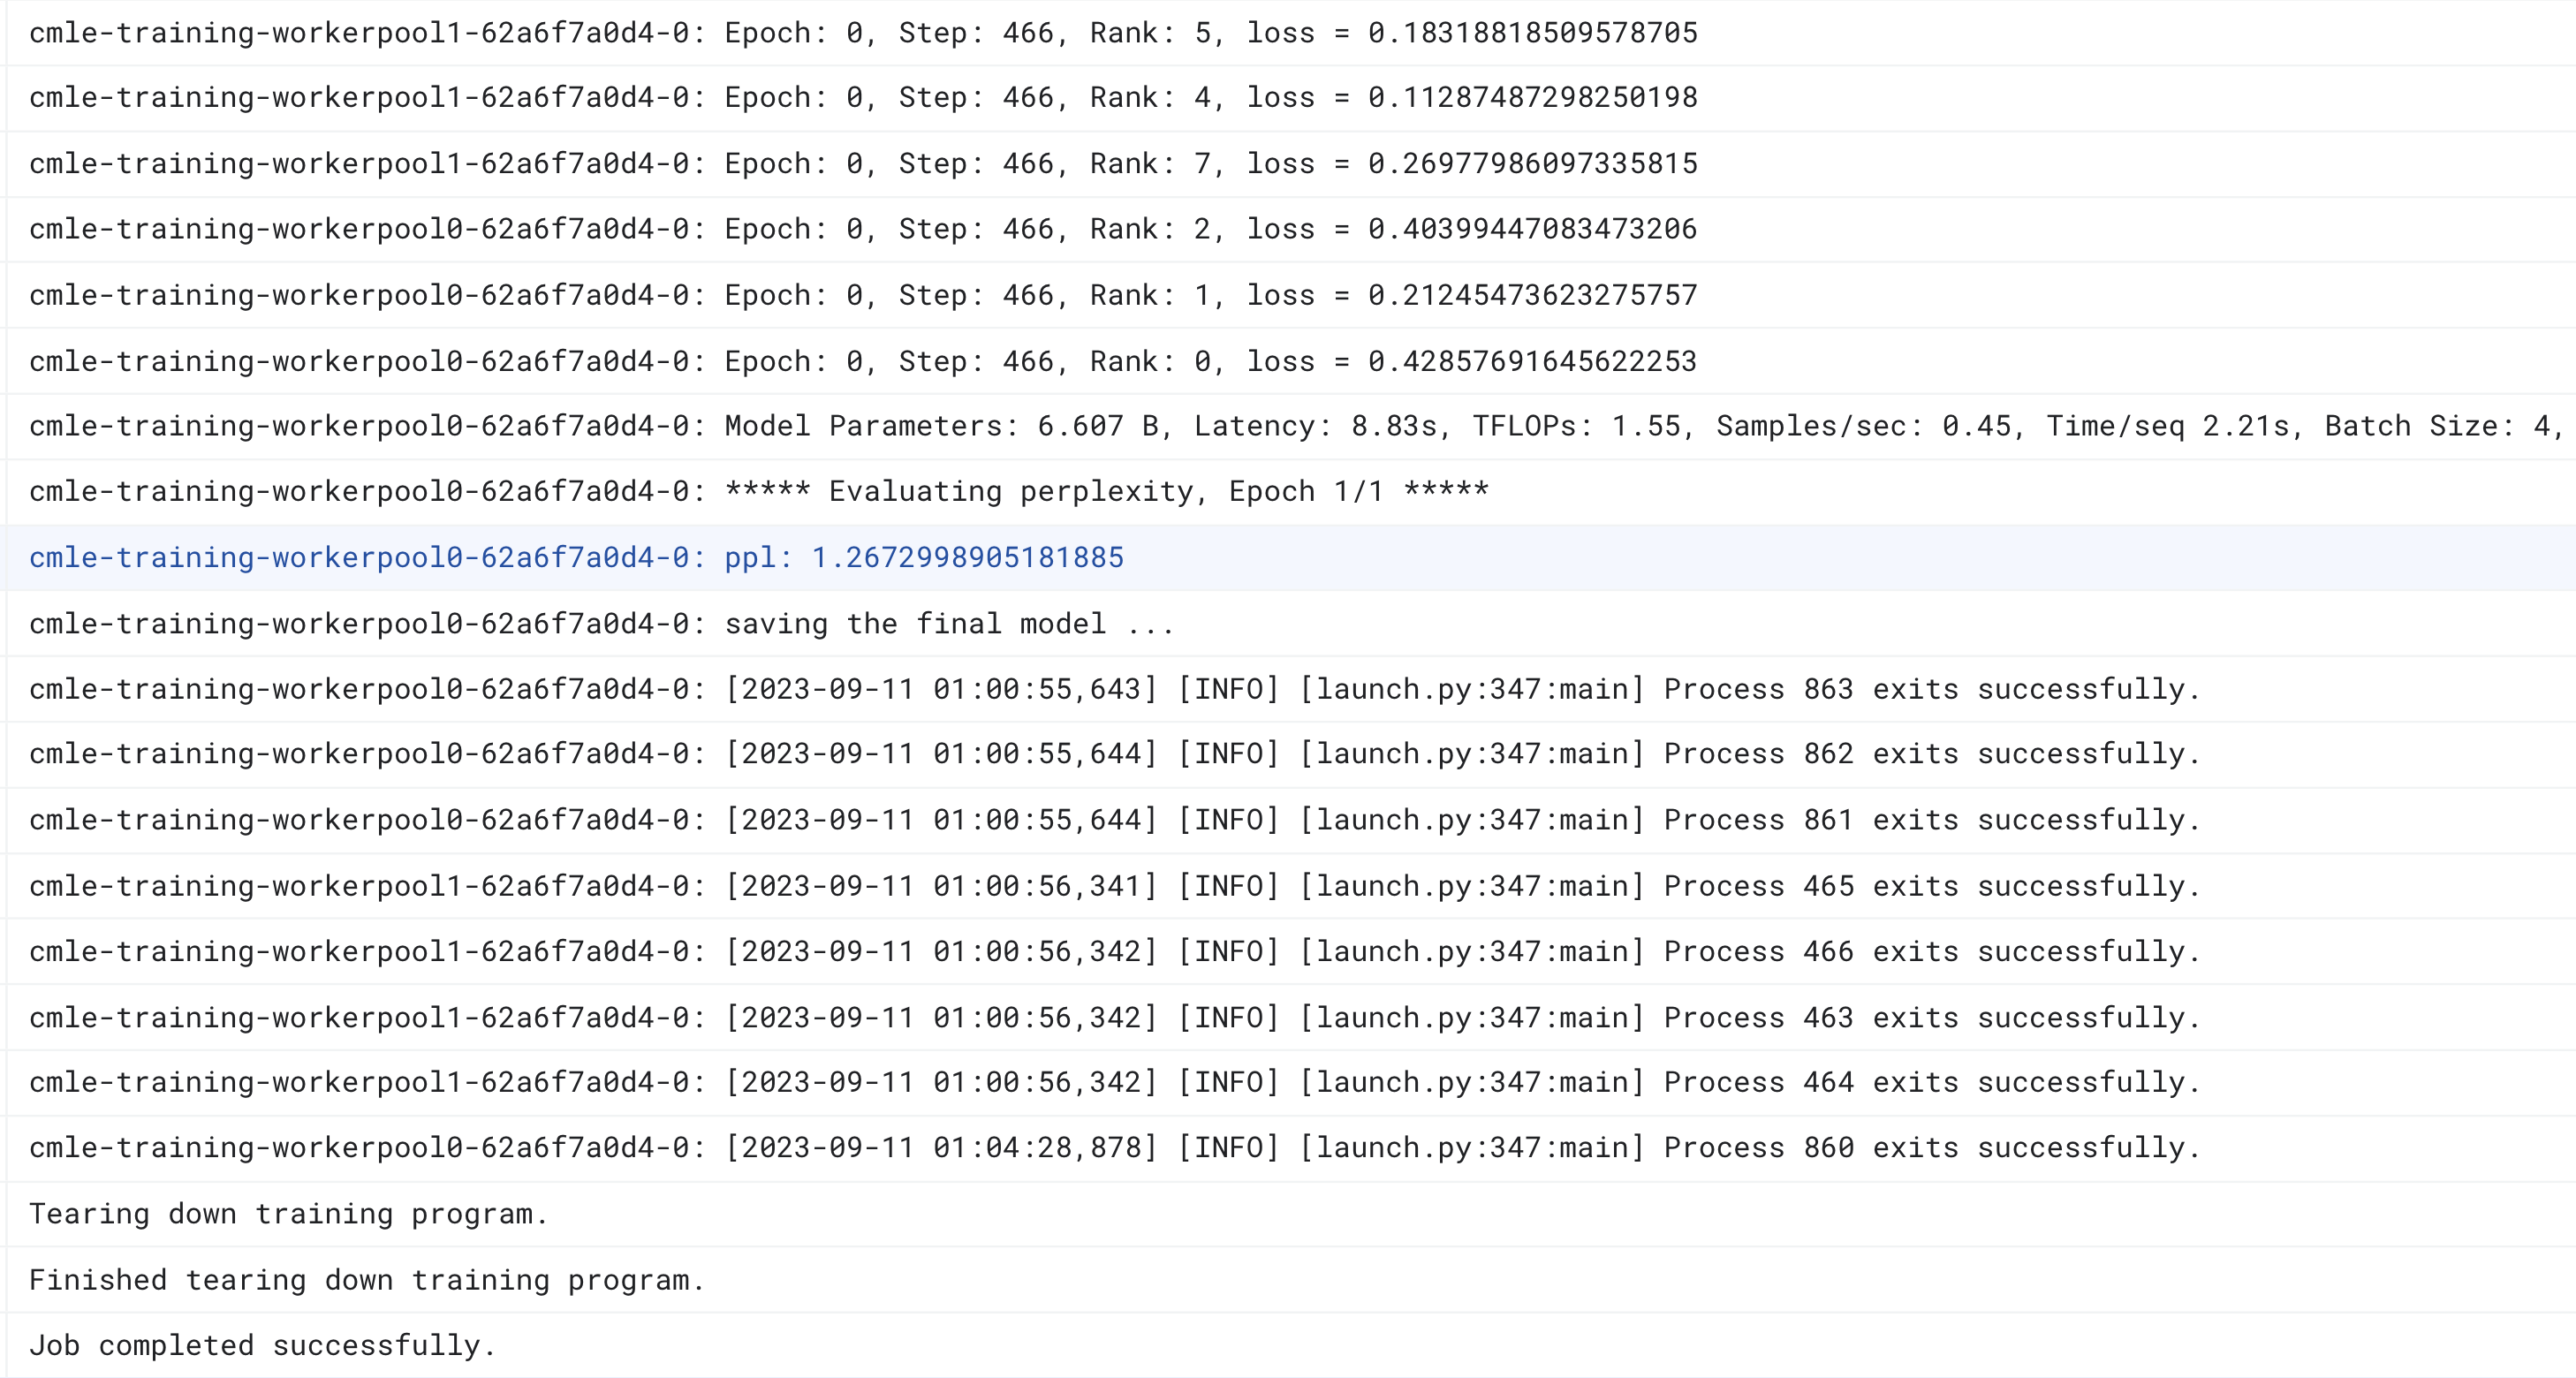 cmle-training-workerpool1-62a6f7a0d4-0: Epoch: 0, Step: 466, Rank: 5, loss = 0.18318818509578705
cmle-training-workerpool1-62a6f7a0d4-0: Epoch: 0, Step: 466, Rank: 4, loss = 0.11287487298250198
cmle-training-workerpool1-62a6f7a0d4-0: Epoch: 0, Step: 466, Rank: 7, loss = 0.26977986097335815
cmle-training-workerpool0-62a6f7a0d4-0: Epoch: 0, Step: 466, Rank: 2, loss = 0.40399447083473206
cmle-training-workerpool0-62a6f7a0d4-0: Epoch: 0, Step: 466, Rank: 1, loss = 0.21245473623275757
cmle-training-workerpool0-62a6f7a0d4-0: Epoch: 0, Step: 466, Rank: 0, loss = 0.42857691645622253
cmle-training-workerpool0-62a6f7a0d4-0: Model Parameters: 6.607 B, Latency: 8.83s, TFLOPs: 1.55, Samples/sec: 0.45, Time/seq 2.21s, Batch Size: 4,
cmle-training-workerpool0-62a6f7a0d4-0: ***** Evaluating perplexity, Epoch 1/1 *****
cmle-training-workerpool0-62a6f7a0d4-0: ppl: 1.2672998905181885
cmle-training-workerpool0-62a6f7a0d4-0: saving the final model ...
cmle-training-workerpool0-62a6f7a0d4-0: [2023-09-11 01:00:55,643] [INFO] [launch.py:347:main] Process 863 exits successfully.
cmle-training-workerpool0-62a6f7a0d4-0: [2023-09-11 01:00:55,644] [INFO] [launch.py:347:main] Process 862 exits successfully.
cmle-training-workerpool0-62a6f7a0d4-0: [2023-09-11 01:00:55,644] [INFO] [launch.py:347:main] Process 861 exits successfully.
cmle-training-workerpool1-62a6f7a0d4-0: [2023-09-11 01:00:56,341] [INFO] [launch.py:347:main] Process 465 exits successfully.
cmle-training-workerpool1-62a6f7a0d4-0: [2023-09-11 01:00:56,342] [INFO] [launch.py:347:main] Process 466 exits successfully.
cmle-training-workerpool1-62a6f7a0d4-0: [2023-09-11 01:00:56,342] [INFO] [launch.py:347:main] Process 463 exits successfully.
cmle-training-workerpool1-62a6f7a0d4-0: [2023-09-11 01:00:56,342] [INFO] [launch.py:347:main] Process 464 exits successfully.
cmle-training-workerpool0-62a6f7a0d4-0: [2023-09-11 01:04:28,878] [INFO] [launch.py:347:main] Process 860 exits successfully.
Tearing down training program.
Finished tearing down training program.
Job completed successfully.